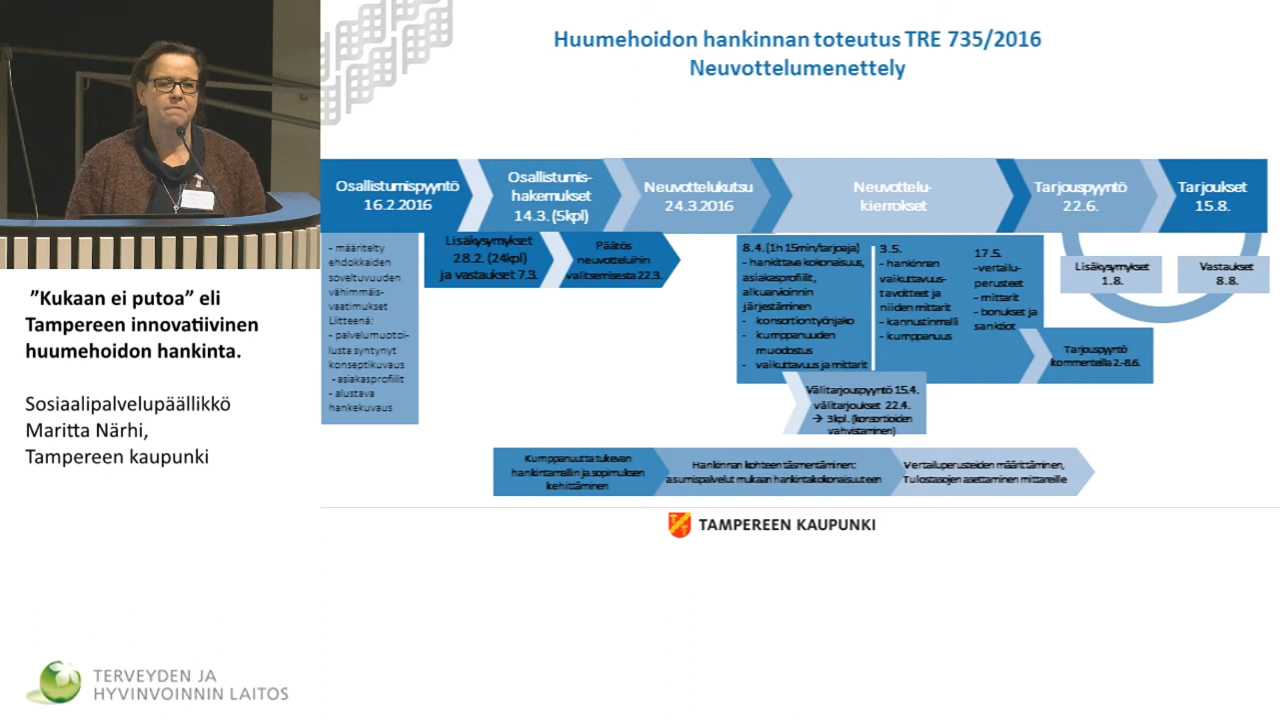 Huumehoidon hankinnan toteutus TRE 735/2016
Neuvottelumenettely
Osallistumispyyntö
16.2.2016
Osallistumis-
hakemukset
14.3. (5kpl)
Neuvottelukutsu
24.3.2016
Neuvottelu-
kierrokset
Tarjouspyyntö
22.6.
Tarjoukset
15.8.
- määritelty
ehdokkaiden
soveltuvuuden
vähimmäis-
vaatimukset
Liitteenä:
- palvelumuotoi-
lusta syntynyt
konseptikuvaus
- asiakasprofiilit
- alustava
hankekuvaus
Lisäkysymykset
28.2. (24kpl)
ja vastaukset 7.3.
Päätös
neuvotteluihin
valitsemisesta 22.3.
8.4. (1h 15min/tarjoaja)
- hankittava kokonaisuus,
asiakasprofiilit,
alkuarvioinnin
järjestäminen
- konsortion työnjako
- kumppanuuden
muodostus
- vaikuttavuus ja mittarit
3.5.
- hankinnan
vaikuttavuus-
tavoitteet ja
niiden mittarit
- kannustinmalli
- kumppanuus
17.5.
-vertailu-
perusteet
- mittarit
- bonukset ja
sanktiot
Lisäkysymykset
1.8.
Vastaukset
8.8.
Tarjouspyyntö
kommenteilla 2.-8.6.
Välitarjouspyyntö 15.4.
välitarjoukset 22.4.
→ 3kpl. (konsortioiden
vahvistaminen)
Kumppanuutta tukevan
hankintamallin ja sopimuksen
kehittäminen
Hankinnan kohteen täsmentäminen:
asumispalvelut mukaan hankintakokonaisuuteen
Vertailuperusteiden määrittäminen,
Tulostasojen asettaminen mittareille
TAMPEREEN KAUPUNKI
”Kukaan ei putoa” eli
Tampereen innovatiivinen
huumehoidon hankinta.
Sosiaalipalvelupäällikkö
Maritta Närhi,
Tampereen kaupunki
TERVEYDEN JA
HYVINVOINNIN LAITOS